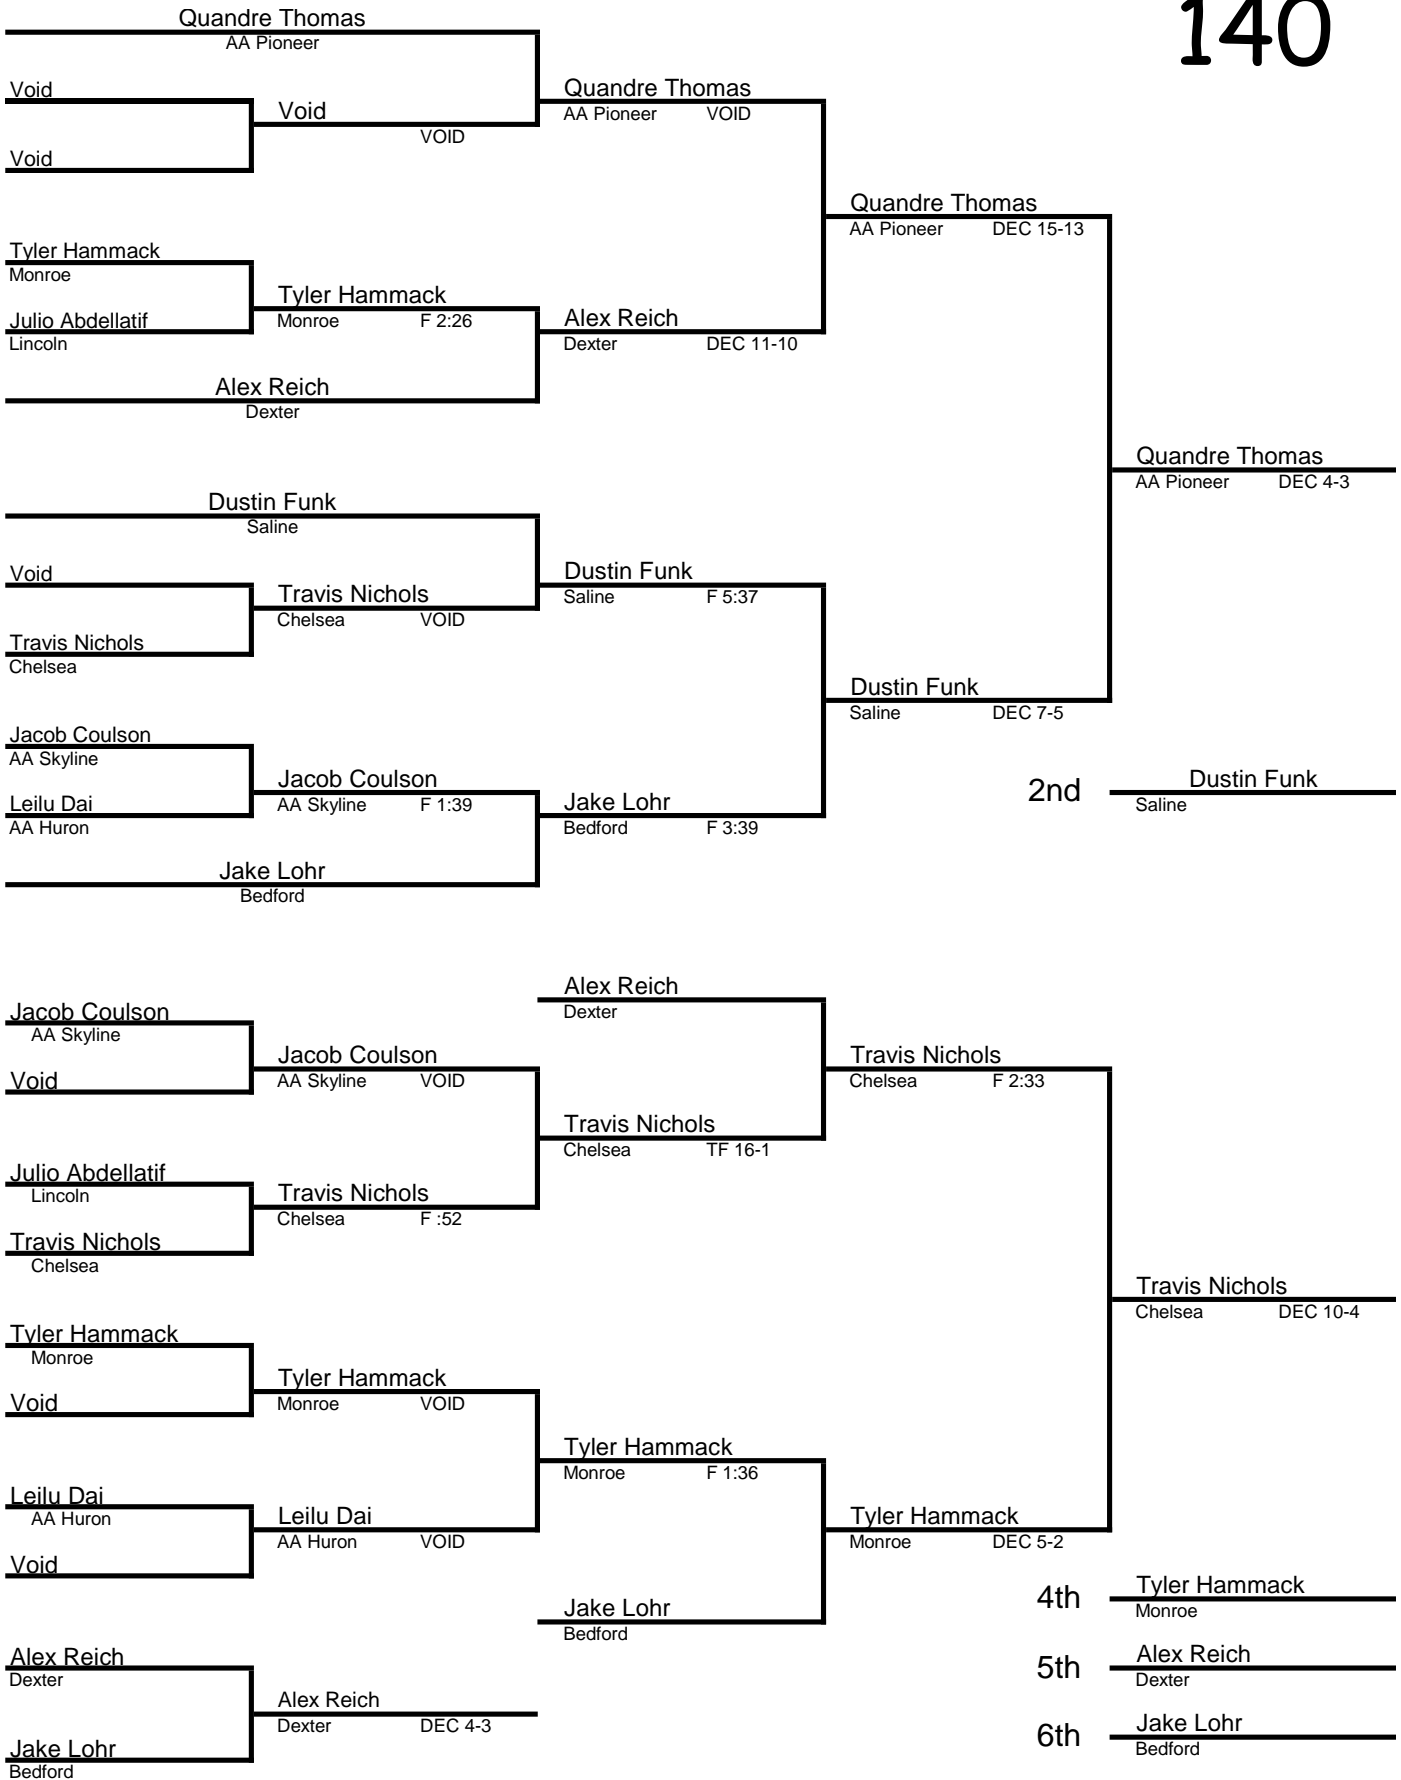 140
Quandre Thomas
AA Pioneer
Void
Void
VOID
Void
Quandre Thomas
AA Pioneer VOID
Tyler Hammack
Monroe
Julio Abdellatif
Lincoln
Tyler Hammack
Monroe F 2:26
Alex Reich
Dexter
Alex Reich
Dexter DEC 11-10
Quandre Thomas
AA Pioneer DEC 15-13
Quandre Thomas
AA Pioneer DEC 4-3
Dustin Funk
Saline
Void
Travis Nichols
Chelsea
Travis Nichols
Chelsea VOID
Dustin Funk
Saline F 5:37
Jacob Coulson
AA Skyline
Leilu Dai
AA Huron
Jacob Coulson
AA Skyline F 1:39
Jake Lohr
Bedford
Jake Lohr
Bedford F 3:39
Dustin Funk
Saline DEC 7-5
2nd Dustin Funk
Saline
Jacob Coulson
AA Skyline
Void
Jacob Coulson
AA Skyline VOID
Julio Abdellatif
Lincoln
Travis Nichols
Chelsea
Travis Nichols
Chelsea F :52
Alex Reich
Dexter
Travis Nichols
Chelsea TF 16-1
Travis Nichols
Chelsea F 2:33
Travis Nichols
Chelsea DEC 10-4
Tyler Hammack
Monroe
Void
Tyler Hammack
Monroe VOID
Leilu Dai
AA Huron
Void
Leilu Dai
AA Huron VOID
Tyler Hammack
Monroe F 1:36
Jake Lohr
Bedford
Tyler Hammack
Monroe DEC 5-2
Alex Reich
Dexter
Jake Lohr
Bedford
Alex Reich
Dexter DEC 4-3
4th Tyler Hammack
Monroe
5th Alex Reich
Dexter
6th Jake Lohr
Bedford